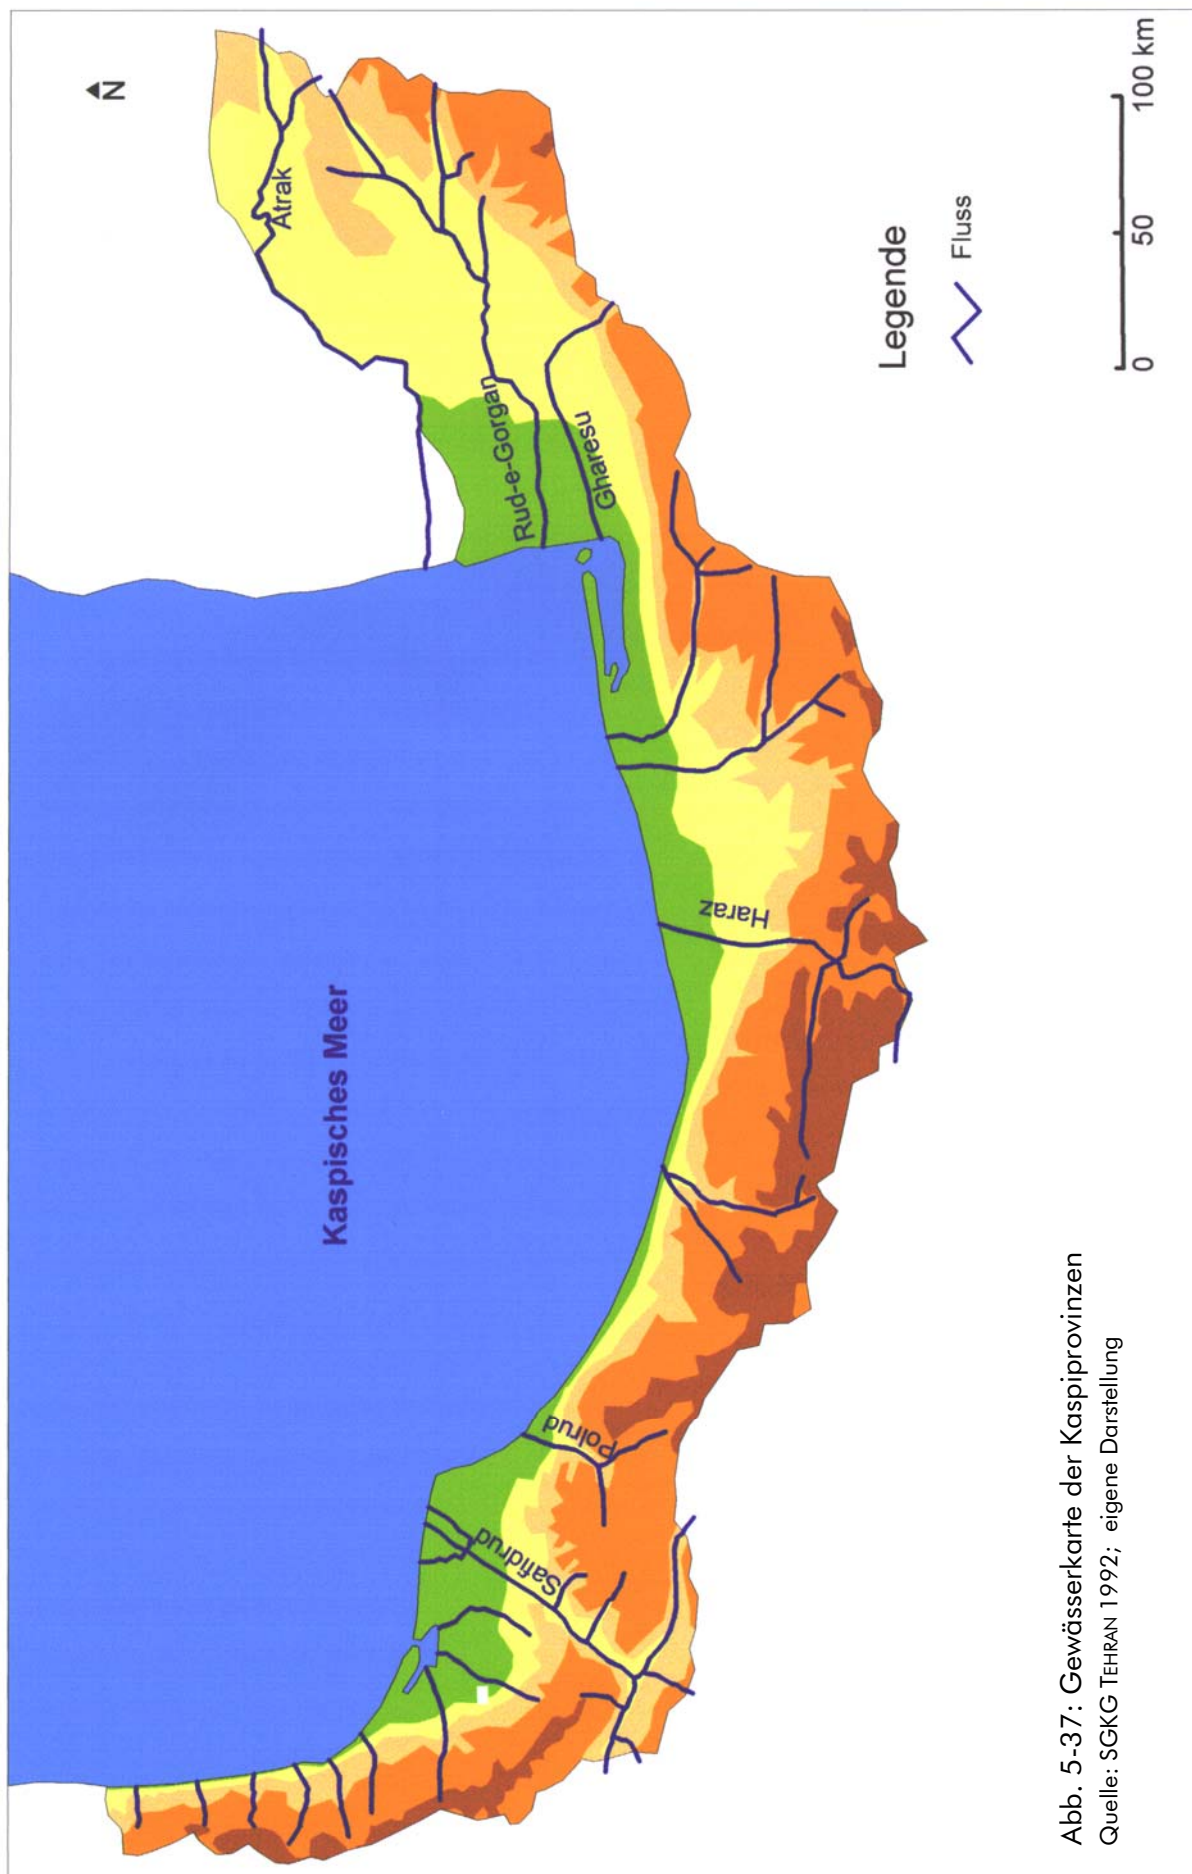 N
Kaspisches Meer
Atrak
Rud-e-Gorgan
Gharesu
Haraz
Polrud
Safidrud
Legende
Fluss
0 50 100 km
Abb. 5-37: Gewässerkarte der Kaspiprovinzen
Quelle: SGKG TEHRAN 1992; eigene Darstellung